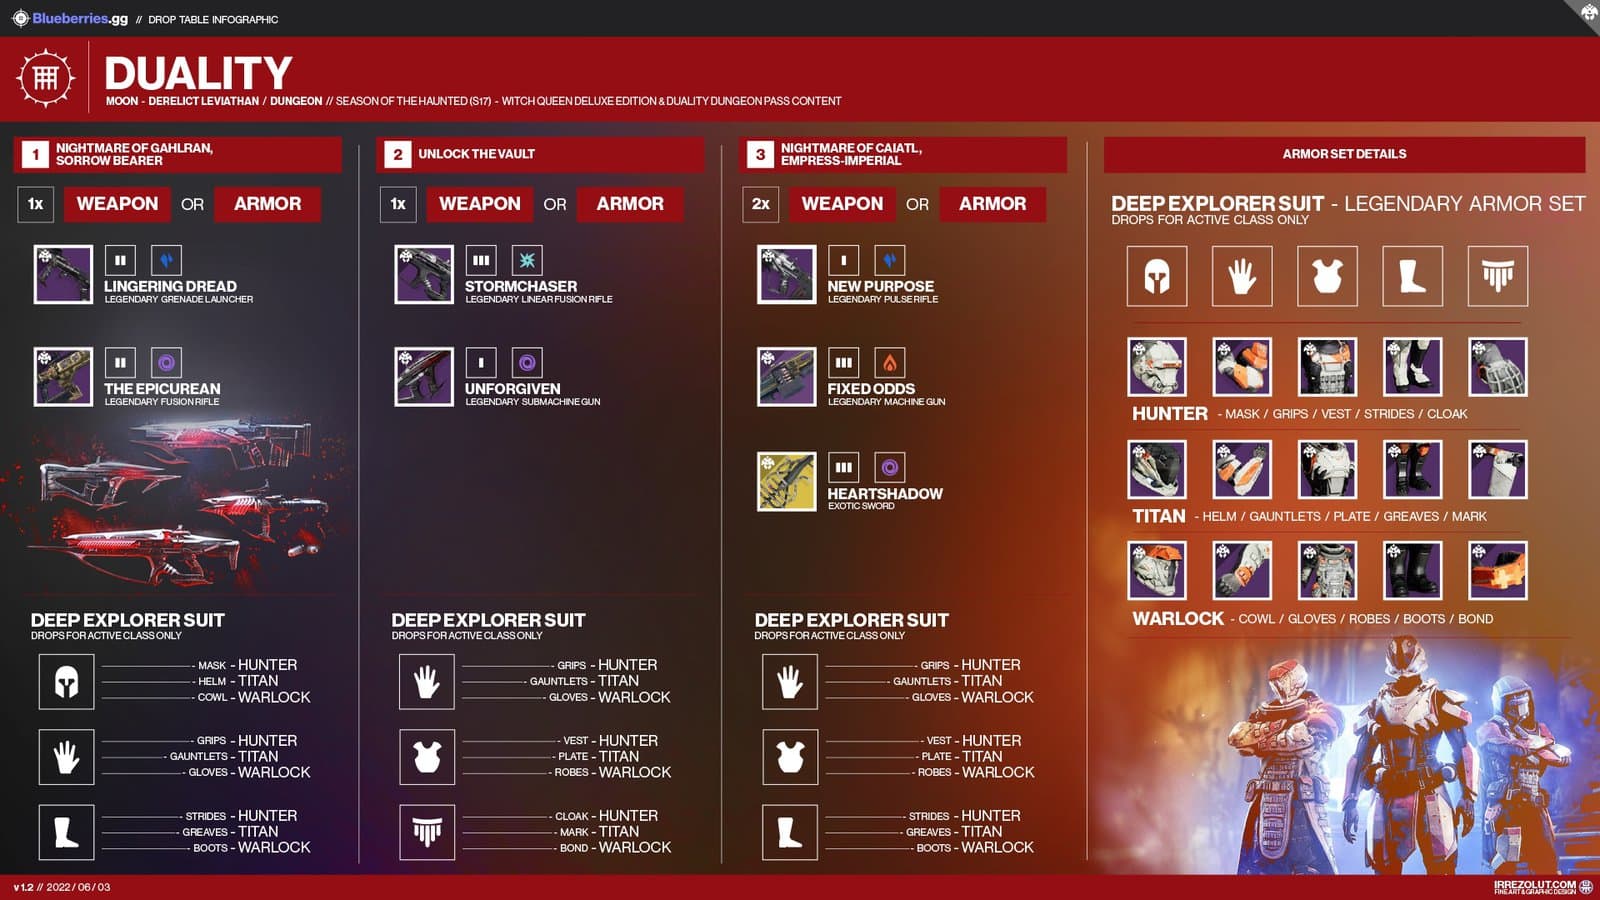 Blueberries.gg // DROP TABLE INFOGRAPHIC
DUALITY
MOON - DERELICT LEVIATHAN / DUNGEON // SEASON OF THE HAUNTED (S17) - WITCH QUEEN DELUXE EDITION & DUALITY DUNGEON PASS CONTENT
1 NIGHTMARE OF GAHLRAN,
SORROW BEARER
1x WEAPON OR ARMOR
II
LINGERING DREAD
LEGENDARY GRENADE LAUNCHER
II
THE EPICUREAN
LEGENDARY FUSION RIFLE
DEEP EXPLORER SUIT
DROPS FOR ACTIVE CLASS ONLY
MASK - HUNTER
HELM - TITAN
COWL - WARLOCK
GRIPS - HUNTER
GAUNTLETS - TITAN
GLOVES - WARLOCK
STRIDES - HUNTER
GREAVES - TITAN
BOOTS - WARLOCK
2 UNLOCK THE VAULT
1x WEAPON OR ARMOR
III
STORMCHASER
LEGENDARY LINEAR FUSION RIFLE
I
UNFORGIVEN
LEGENDARY SUBMACHINE GUN
DEEP EXPLORER SUIT
DROPS FOR ACTIVE CLASS ONLY
GRIPS - HUNTER
GAUNTLETS - TITAN
GLOVES - WARLOCK
VEST - HUNTER
PLATE - TITAN
ROBES - WARLOCK
CLOAK - HUNTER
MARK - TITAN
BOND - WARLOCK
3 NIGHTMARE OF CAIATL,
EMPRESS-IMPERIAL
2x WEAPON OR ARMOR
I
NEW PURPOSE
LEGENDARY PULSE RIFLE
III
FIXED ODDS
LEGENDARY MACHINE GUN
III
HEARTSHADOW
EXOTIC SWORD
DEEP EXPLORER SUIT
DROPS FOR ACTIVE CLASS ONLY
GRIPS - HUNTER
GAUNTLETS - TITAN
GLOVES - WARLOCK
VEST - HUNTER
PLATE - TITAN
ROBES - WARLOCK
STRIDES - HUNTER
GREAVES - TITAN
BOOTS - WARLOCK
ARMOR SET DETAILS
DEEP EXPLORER SUIT - LEGENDARY ARMOR SET
DROPS FOR ACTIVE CLASS ONLY
HUNTER - MASK / GRIPS / VEST / STRIDES / CLOAK
TITAN - HELM / GAUNTLETS / PLATE / GREAVES / MARK
WARLOCK - COWL / GLOVES / ROBES / BOOTS / BOND
v1.2 // 2022 / 06 / 03
IRREZOLUT.COM
FINE ART & GRAPHIC DESIGN